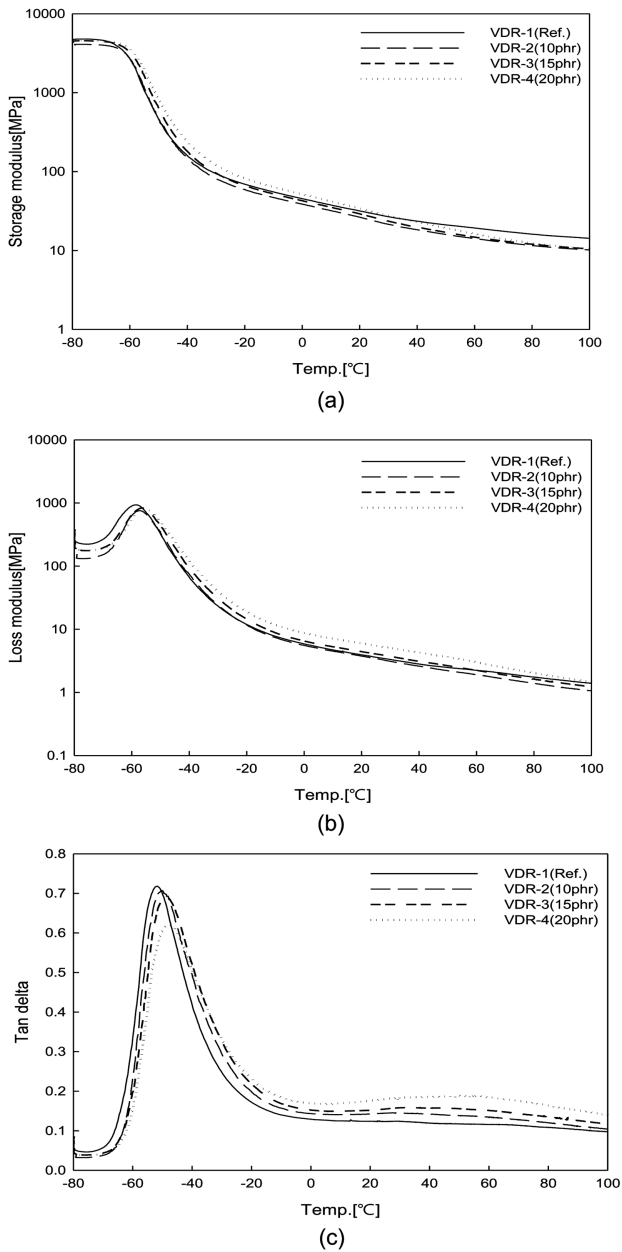 10000
1000
100
10
1
Storage modulus[MPa]
VDR-1(Ref.)
VDR-2(10phr)
VDR-3(15phr)
VDR-4(20phr)
-80 -60 -40 -20 0 20 40 60 80 100
Temp.[℃]
(a)
10000
1000
100
10
1
0.1
Loss modulus[MPa]
VDR-1(Ref.)
VDR-2(10phr)
VDR-3(15phr)
VDR-4(20phr)
-80 -60 -40 -20 0 20 40 60 80 100
Temp.[℃]
(b)
0.8
0.7
0.6
0.5
0.4
0.3
0.2
0.1
0.0
Tan delta
VDR-1(Ref.)
VDR-2(10phr)
VDR-3(15phr)
VDR-4(20phr)
-80 -60 -40 -20 0 20 40 60 80 100
Temp.[℃]
(c)